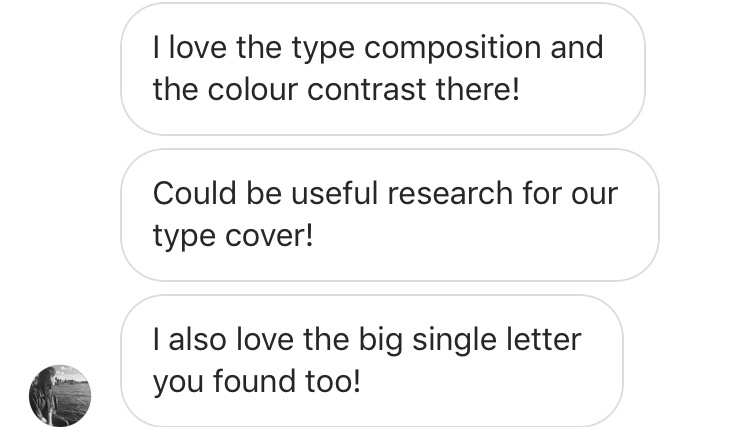 I love the type composition and
the colour contrast there!
Could be useful research for our
type cover!
I also love the big single letter
you found too!